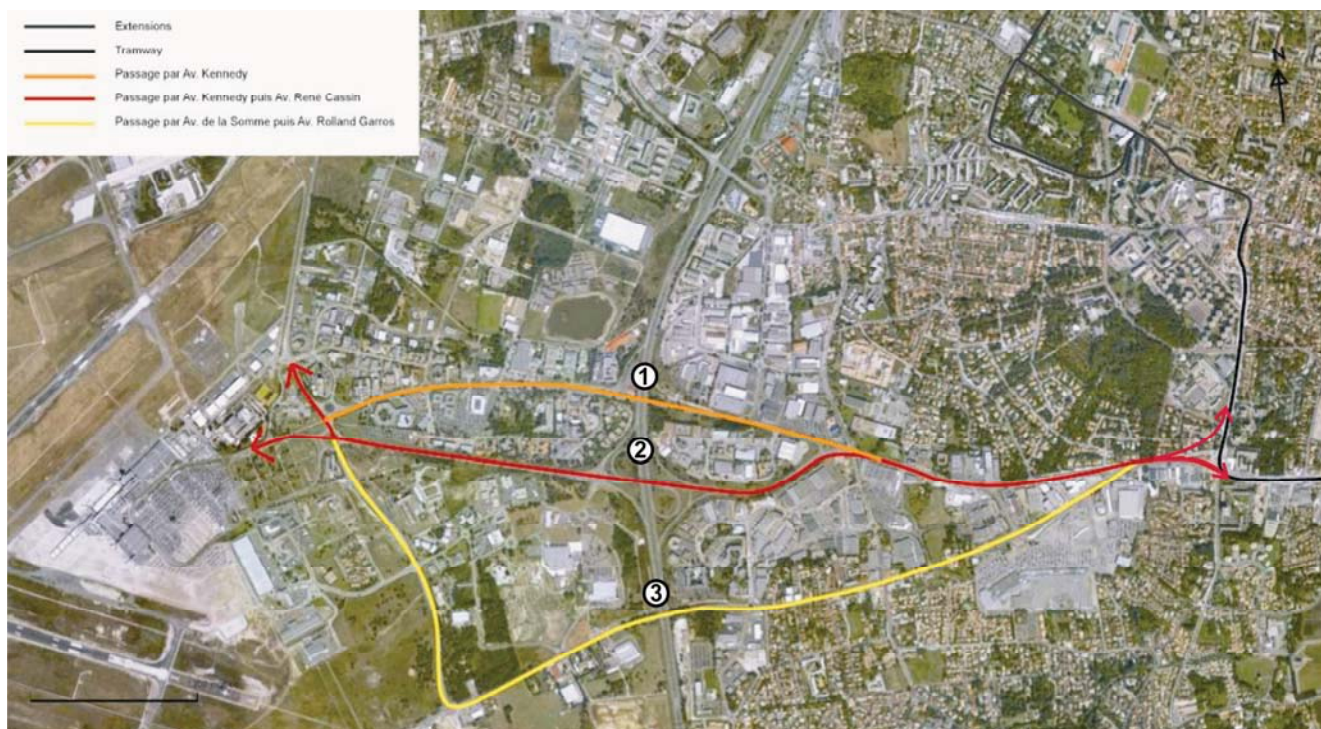 Extensions
Tramway
Passage par Av. Kennedy
Passage par Av. Kennedy puis Av. René Cassin
Passage par Av. de la Somme puis Av. Rolland Garros
N
1
2
3